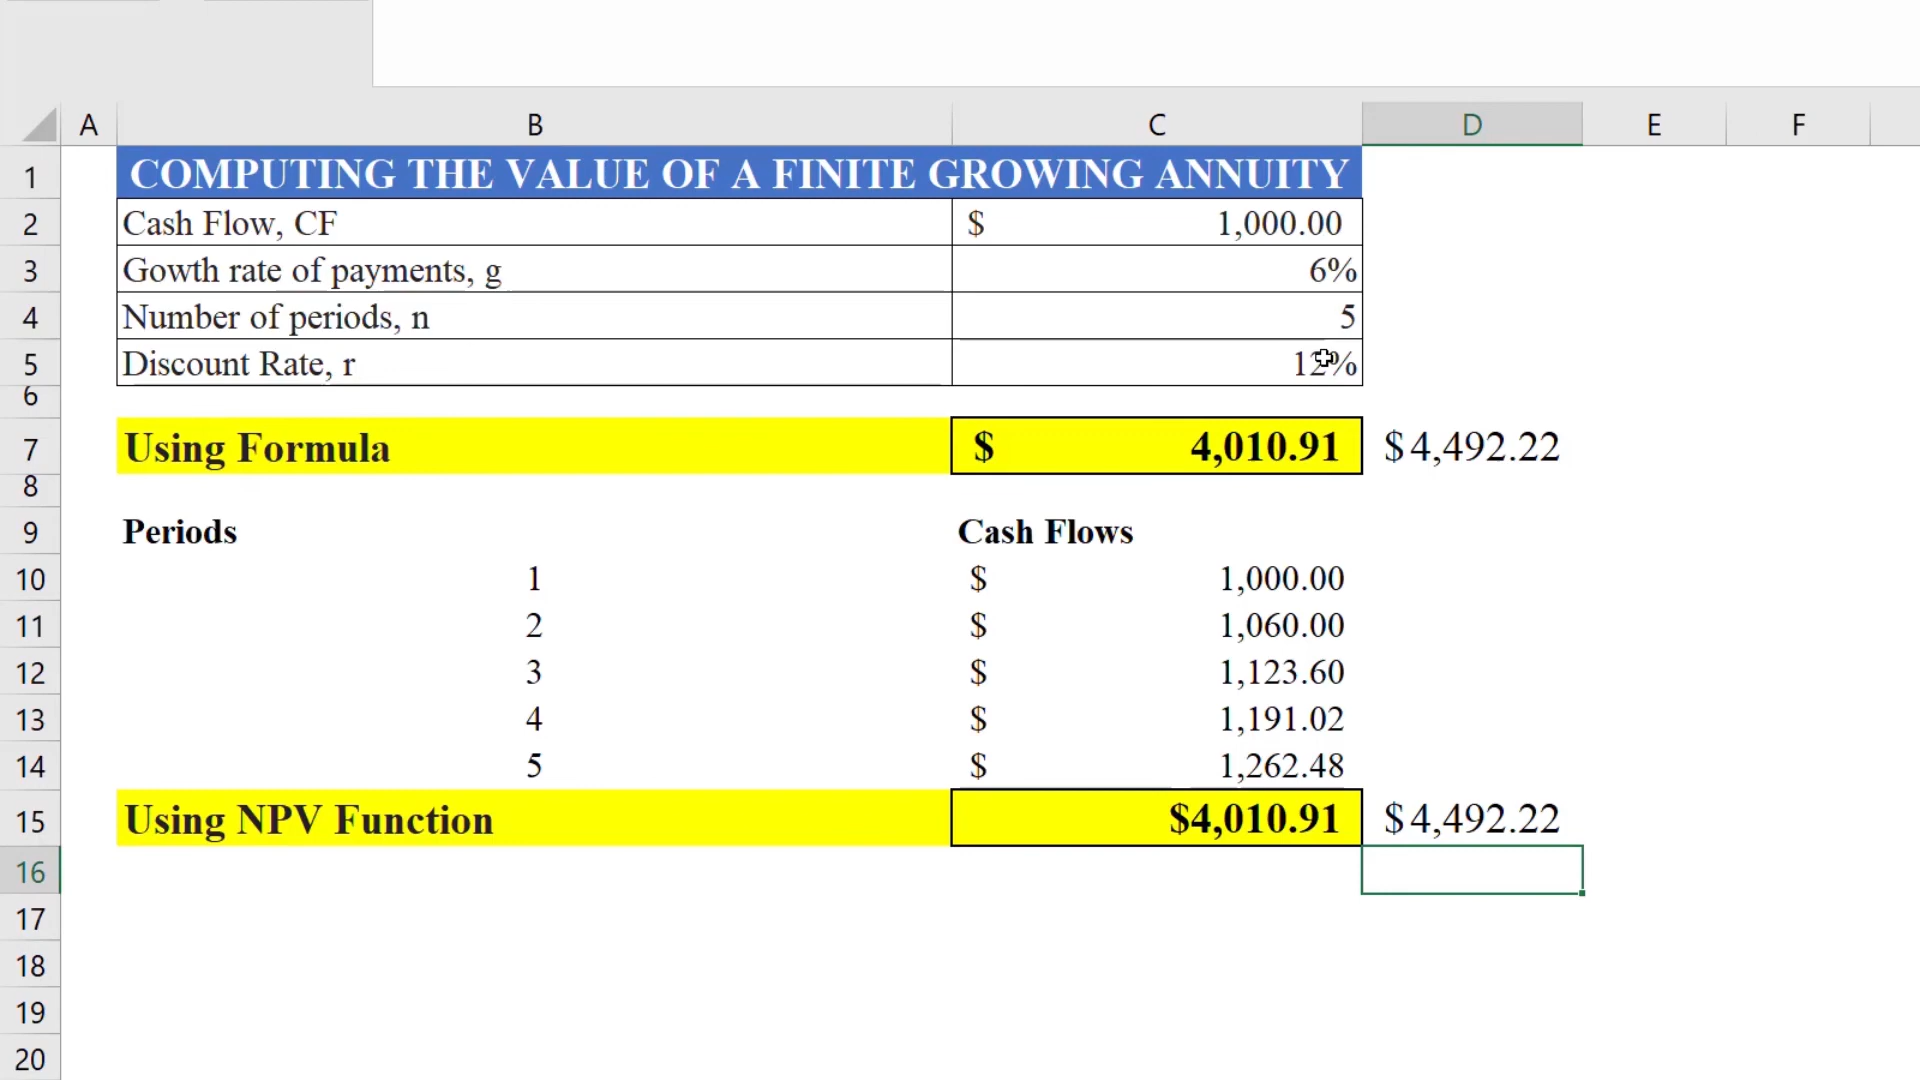 A B C D E F
1 COMPUTING THE VALUE OF A FINITE GROWING ANNUITY
2 Cash Flow, CF $ 1,000.00
3 Gowth rate of payments, g 6%
4 Number of periods, n 5
5 Discount Rate, r 12%
6
7 Using Formula $ 4,010.91 $4,492.22
8
9 Periods Cash Flows
10 1 $ 1,000.00
11 2 $ 1,060.00
12 3 $ 1,123.60
13 4 $ 1,191.02
14 5 $ 1,262.48
15 Using NPV Function $4,010.91 $4,492.22
16
17
18
19
20